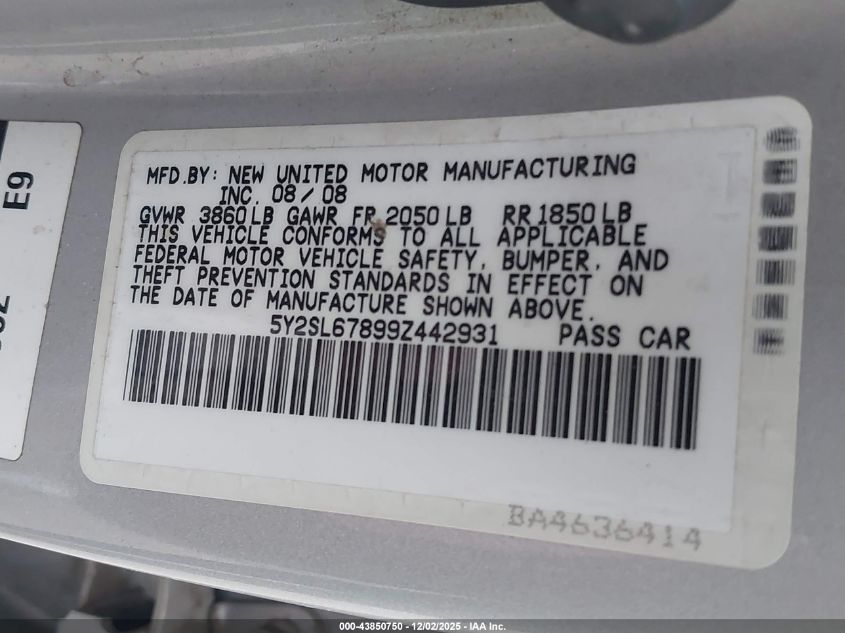 E9
MFD.BY: NEW UNITED MOTOR MANUFACTURING
INC. 08/08
GVWR 3860LB GAWR FR 2050LB RR1850LB
THIS VEHICLE CONFORMS TO ALL APPLICABLE
FEDERAL MOTOR VEHICLE SAFETY, BUMPER, AND
THEFT PREVENTION STANDARDS IN EFFECT ON
THE DATE OF MANUFACTURE SHOWN ABOVE.
5Y2SL67899Z442931 PASS CAR
BA4636414
000-43850750 - 12/02/2025 - IAA Inc.